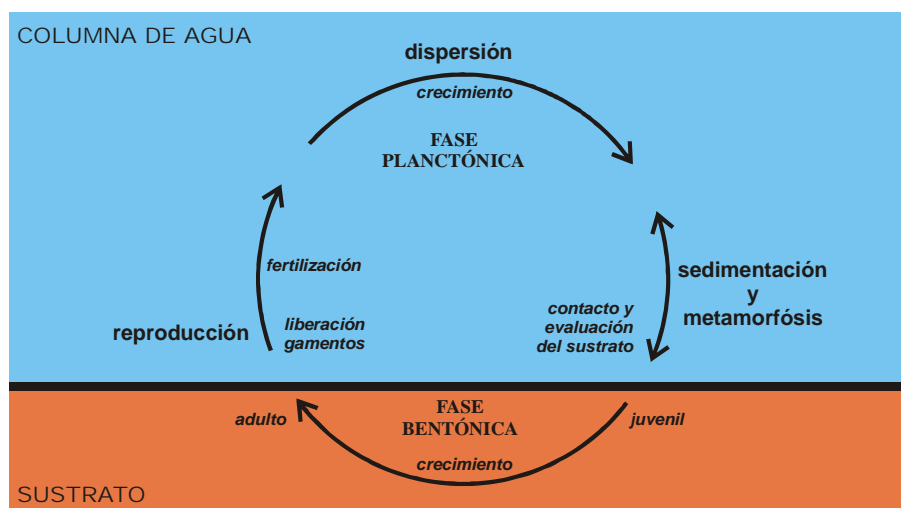 COLUMNA DE AGUA
dispersión
crecimiento
FASE
PLANCTÓNICA
fertilización
reproducción
liberación
gamentos
contacto y
evaluación
del sustrato
sedimentación
y
metamorfósis
adulto
FASE
BENTÓNICA
juvenil
crecimiento
SUSTRATO